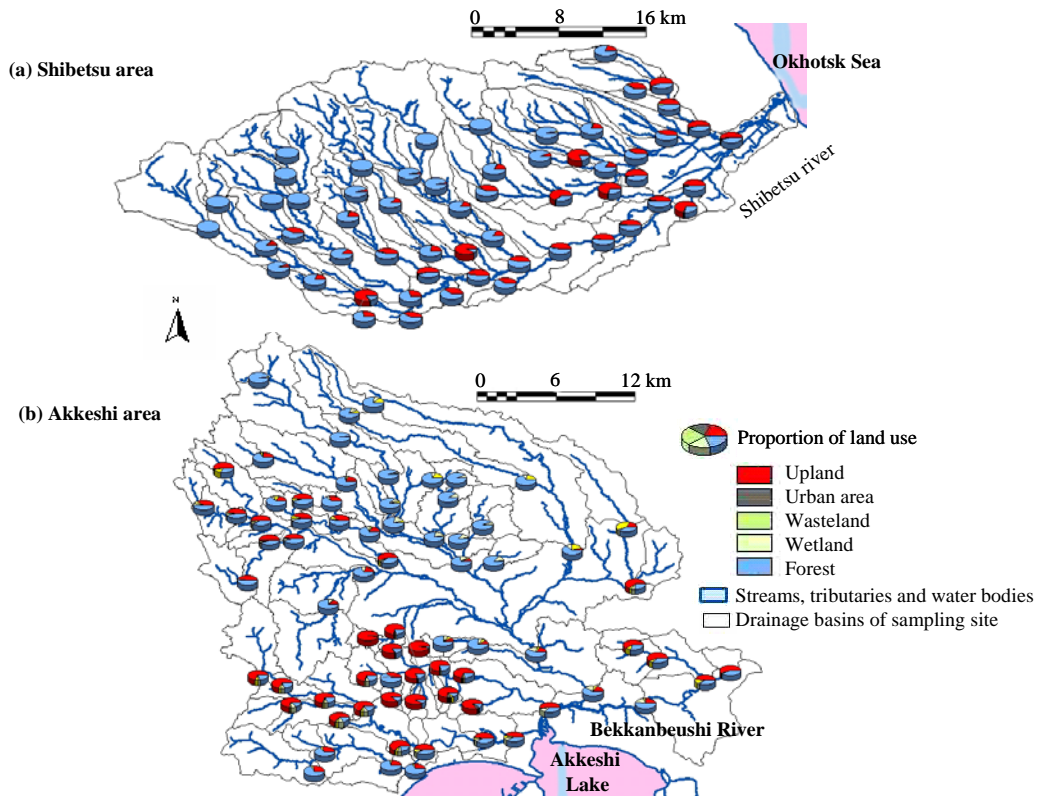 0 8 16 km
(a) Shibetsu area
Okhotsk Sea
Shibetsu river
N
0 6 12 km
(b) Akkeshi area
Proportion of land use
Upland
Urban area
Wasteland
Wetland
Forest
Streams, tributaries and water bodies
Drainage basins of sampling site
Bekkanbeushi River
Akkeshi
Lake